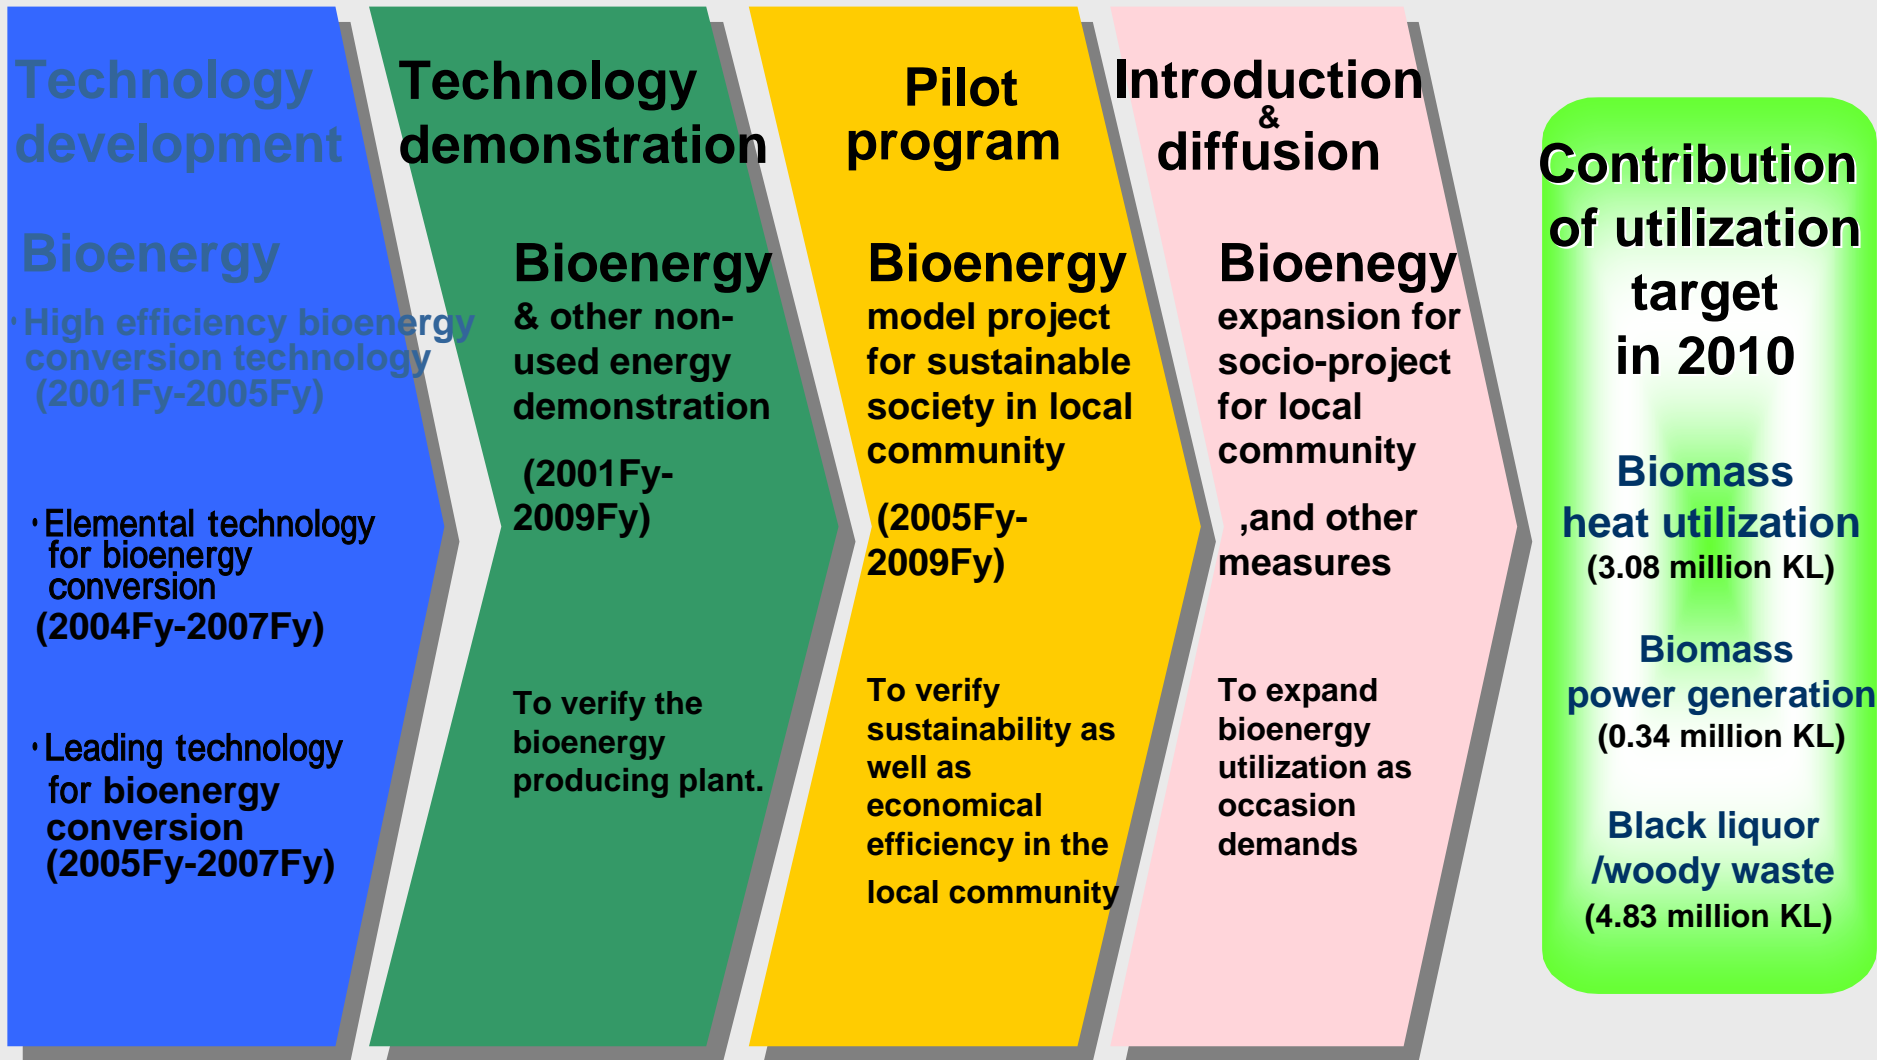 Technology
development
Bioenergy
・High efficiency bioenergy
conversion technology
(2001Fy-2005Fy)
・Elemental technology
for bioenergy
conversion
(2004Fy-2007Fy)
・Leading technology
for bioenergy
conversion
(2005Fy-2007Fy)
Technology
demonstration
Bioenergy
& other non-
used energy
demonstration
(2001Fy-
2009Fy)
To verify the
bioenergy
producing plant.
Pilot
program
Bioenergy
model project
for sustainable
society in local
community
(2005Fy-
2009Fy)
To verify
sustainability as
well as
economical
efficiency in the
local community
Introduction
&
diffusion
Bioenegy
expansion for
socio-project
for local
community
,and other
measures
To expand
bioenergy
utilization as
occasion
demands
Contribution
of utilization
target
in 2010
Biomass
heat utilization
(3.08 million KL)
Biomass
power generation
(0.34 million KL)
Black liquor
/woody waste
(4.83 million KL)